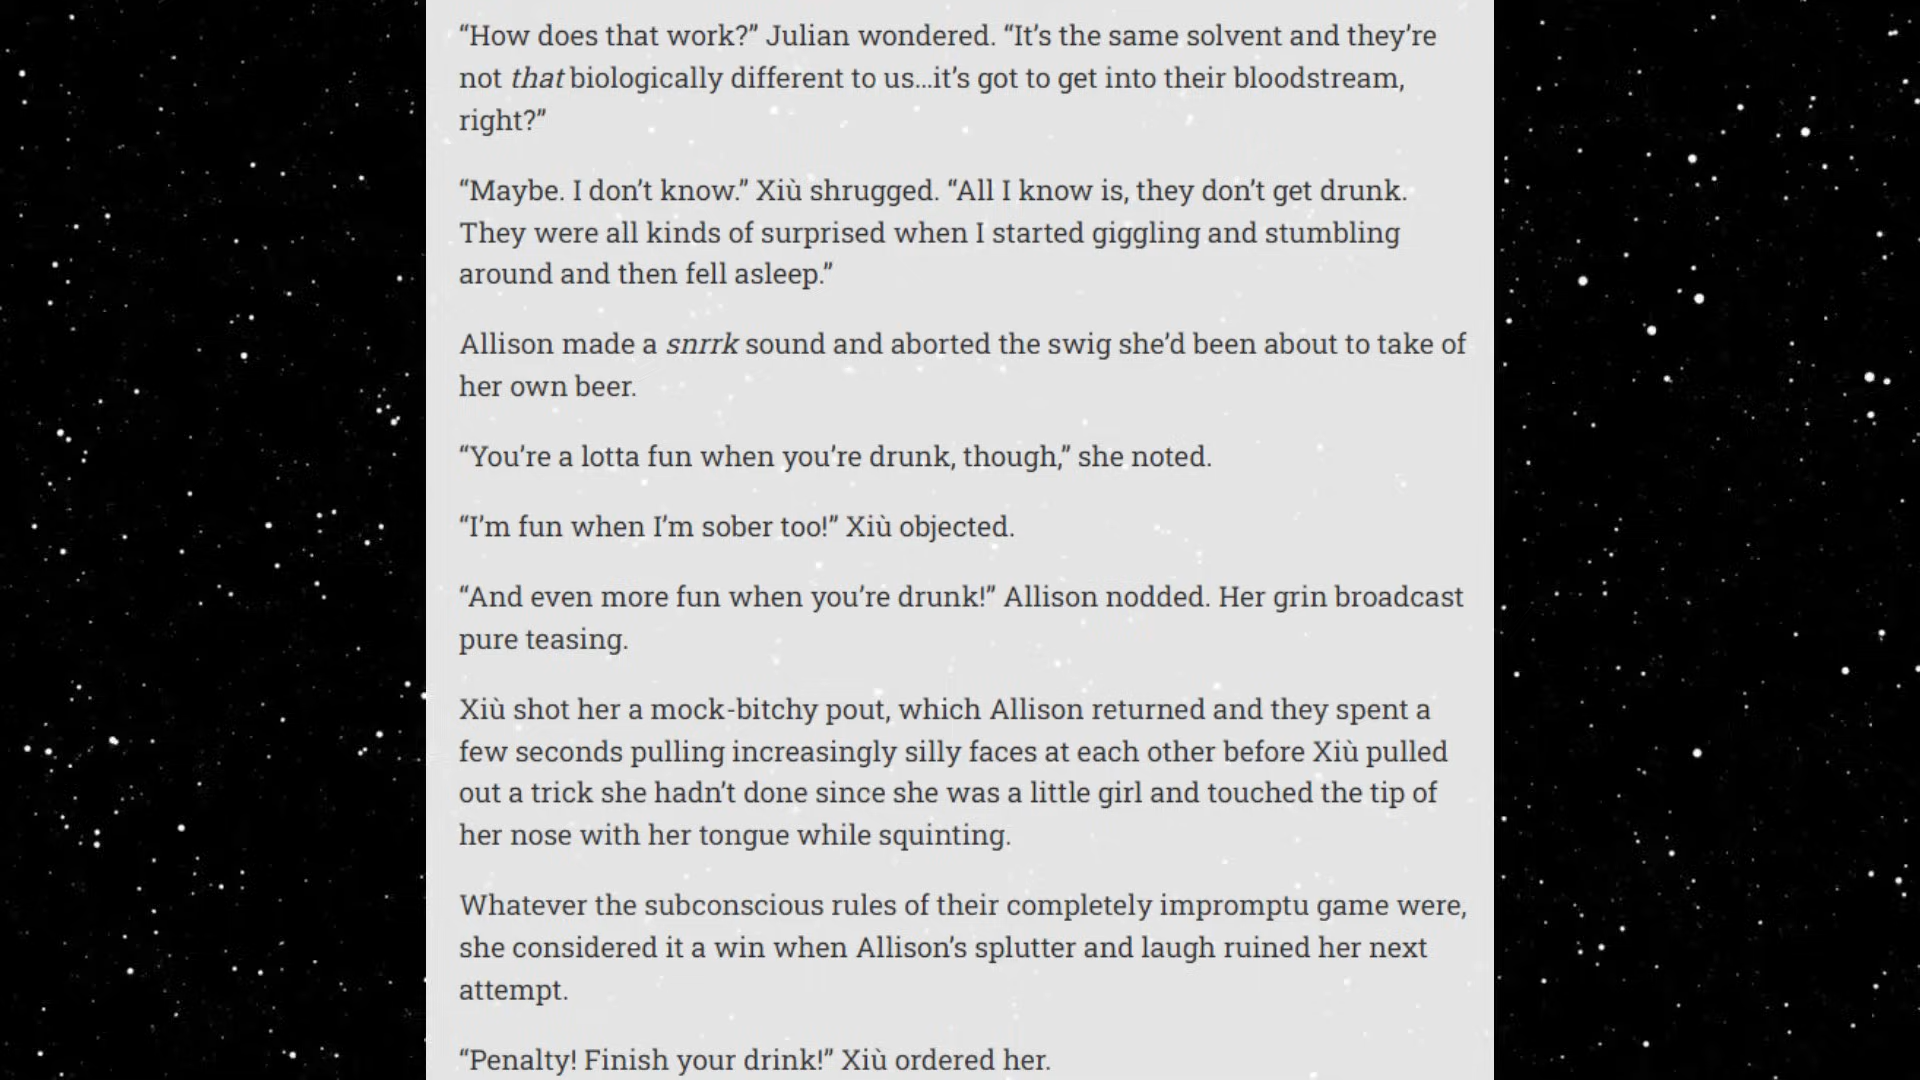 “How does that work?” Julian wondered. “It’s the same solvent and they’re
not that biologically different to us…it’s got to get into their bloodstream,
right?”
“Maybe. I don’t know.” Xiù shrugged. “All I know is, they don’t get drunk.
They were all kinds of surprised when I started giggling and stumbling
around and then fell asleep.”
Allison made a snrrk sound and aborted the swig she’d been about to take of
her own beer.
“You’re a lotta fun when you’re drunk, though,” she noted.
“I’m fun when I’m sober too!” Xiù objected.
“And even more fun when you’re drunk!” Allison nodded. Her grin broadcast
pure teasing.
Xiù shot her a mock-bitchy pout, which Allison returned and they spent a
few seconds pulling increasingly silly faces at each other before Xiù pulled
out a trick she hadn’t done since she was a little girl and touched the tip of
her nose with her tongue while squinting.
Whatever the subconscious rules of their completely impromptu game were,
she considered it a win when Allison’s splutter and laugh ruined her next
attempt.
“Penalty! Finish your drink!” Xiù ordered her.